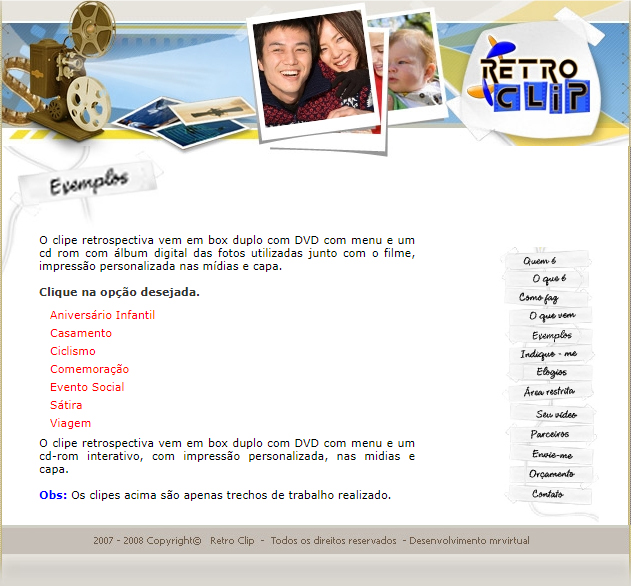 RETRO
CLiP
Exemplos
O clipe retrospectiva vem em box duplo com DVD com menu e um
cd rom com álbum digital das fotos utilizadas junto com o filme,
impressão personalizada nas mídias e capa.
Clique na opção desejada.
Aniversário Infantil
Casamento
Ciclismo
Comemoração
Evento Social
Sátira
Viagem
O clipe retrospectiva vem em box duplo com DVD com menu e um
cd-rom interativo, com impressão personalizada, nas midias e
capa.
Obs: Os clipes acima são apenas trechos de trabalho realizado.
Quem é
O que é
Como faç
O que vem
Exemplos
Indique - me
Elogios
Área restrita
Seu vídeo
Parceiros
Envie-me
Orçamento
Contato
2007 - 2008 Copyright© Retro Clip - Todos os direitos reservados - Desenvolvimento mrvirtual